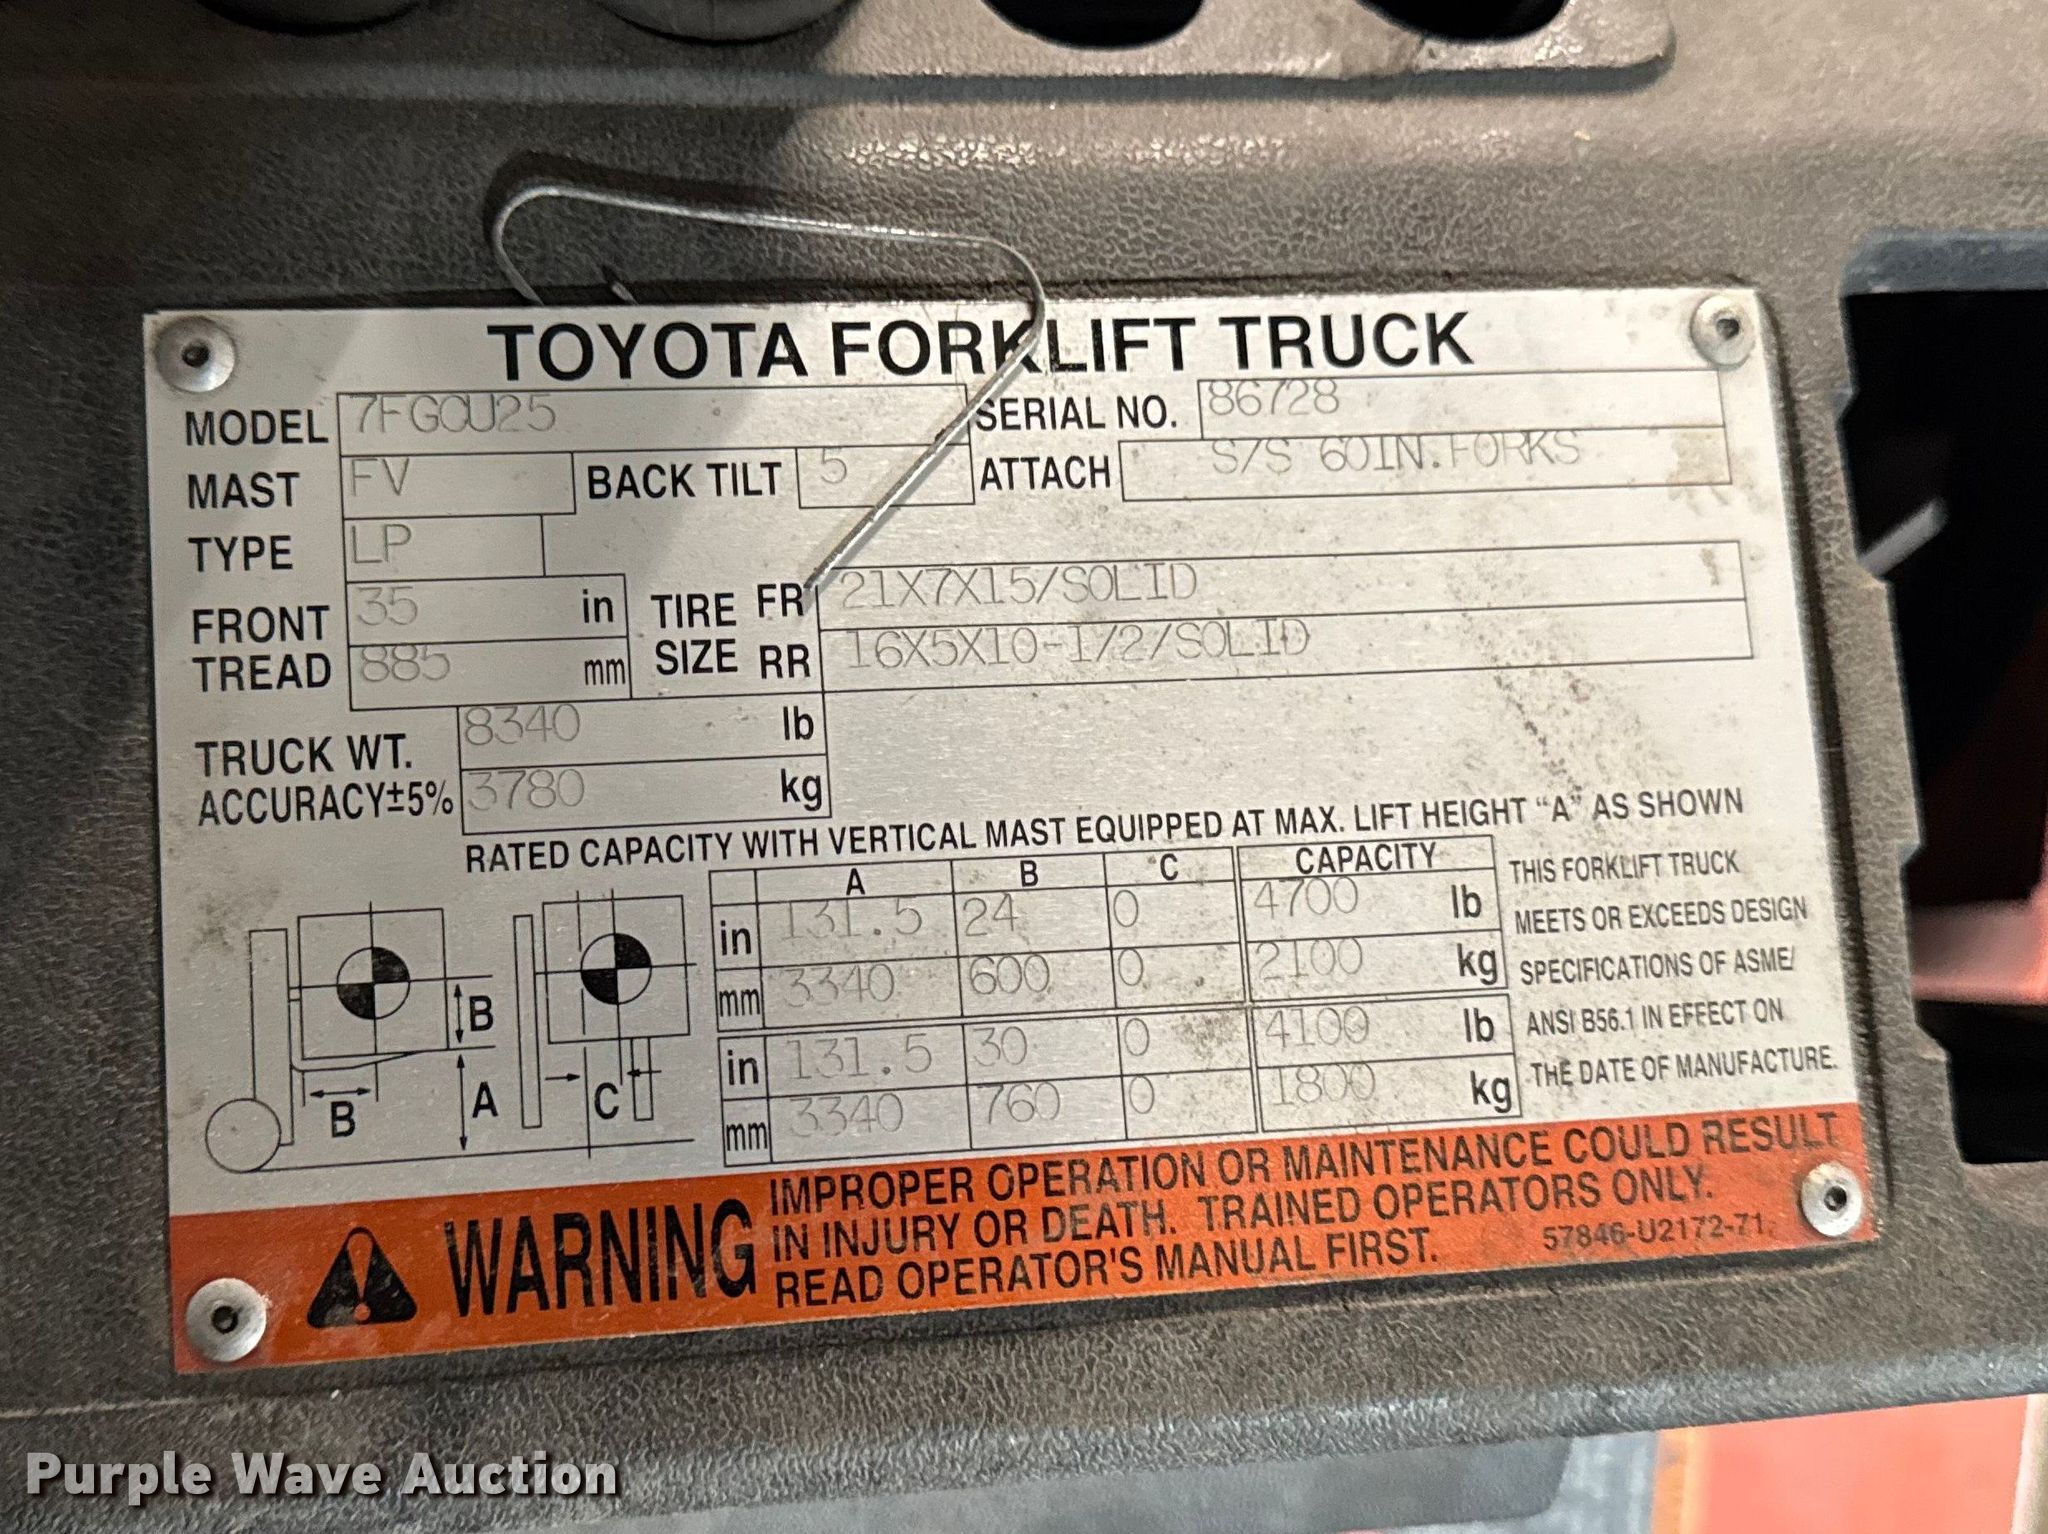 TOYOTA FORKLIFT TRUCK
MODEL 7FGCU25 SERIAL NO. 86728
MAST FV BACK TILT 5 ATTACH S/S 60IN.FORKS
TYPE LP
FRONT TREAD 35 in TIRE SIZE FR 21X7X15/SOLID
885 mm RR 16X5X10-1/2/SOLID
TRUCK WT. 8340 lb
ACCURACY±5% 3780 kg
RATED CAPACITY WITH VERTICAL MAST EQUIPPED AT MAX. LIFT HEIGHT "A" AS SHOWN
A B C CAPACITY
in 131.5 24 0 4700 lb
mm 3340 600 0 2100 kg
in 131.5 30 0 4100 lb
mm 3340 760 0 1800 kg
B
B A C
THIS FORKLIFT TRUCK
MEETS OR EXCEEDS DESIGN
SPECIFICATIONS OF ASME/
ANSI B56.1 IN EFFECT ON
THE DATE OF MANUFACTURE.
WARNING
IMPROPER OPERATION OR MAINTENANCE COULD RESULT
IN INJURY OR DEATH. TRAINED OPERATORS ONLY.
READ OPERATOR'S MANUAL FIRST.
57846-U2172-71
Purple Wave Auction